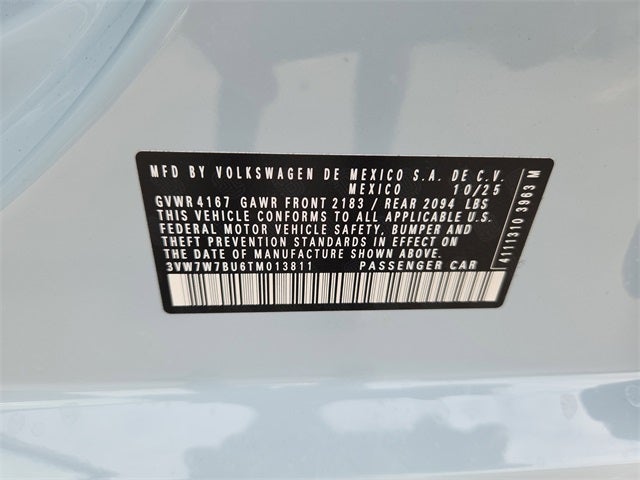 MFD BY VOLKSWAGEN DE MEXICO S.A. DE C.V.
MEXICO 10/25
GVWR 4167 GAWR FRONT 2183 / REAR 2094 LBS
THIS VEHICLE CONFORMS TO ALL APPLICABLE U.S.
FEDERAL MOTOR VEHICLE SAFETY, BUMPER AND
THEFT PREVENTION STANDARDS IN EFFECT ON
THE DATE OF MANUFACTURE SHOWN ABOVE.
3VW7W7BU6TM013811 PASSENGER CAR
4111310 3963 M